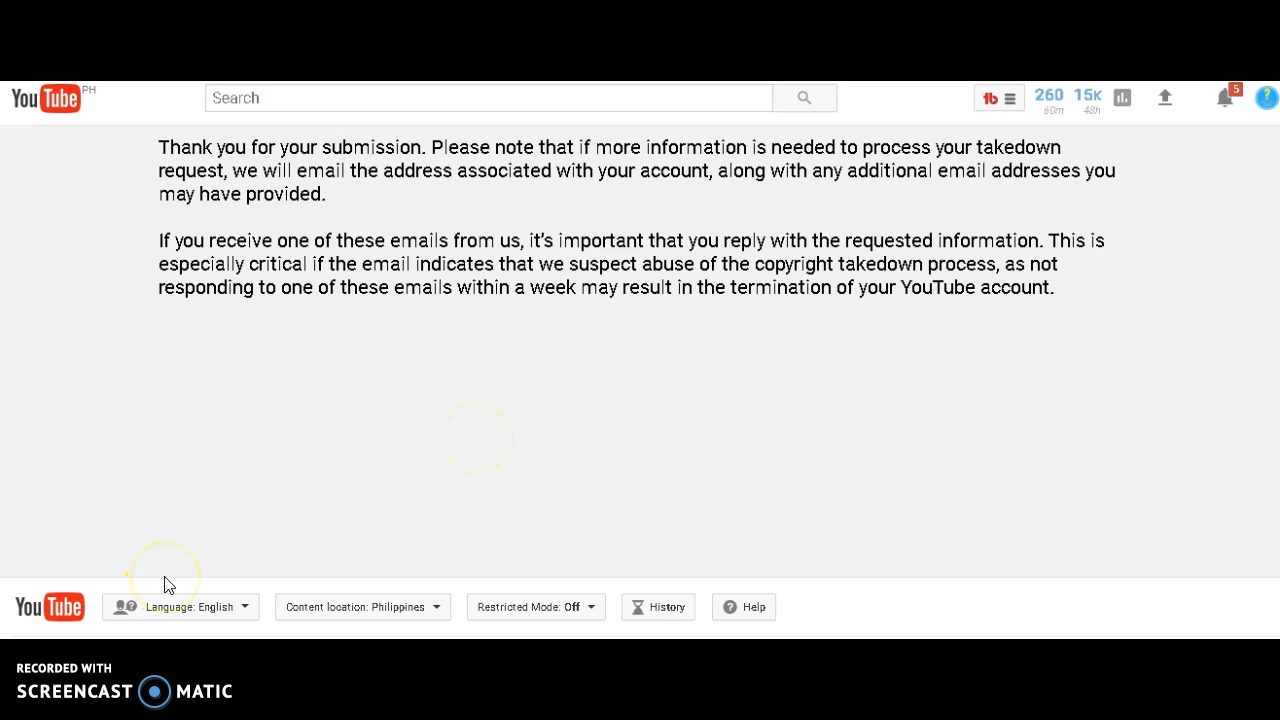 YouTube PH
Search
tb
260
60m
15K
48h
5
?
Thank you for your submission. Please note that if more information is needed to process your takedown
request, we will email the address associated with your account, along with any additional email addresses you
may have provided.
If you receive one of these emails from us, it's important that you reply with the requested information. This is
especially critical if the email indicates that we suspect abuse of the copyright takedown process, as not
responding to one of these emails within a week may result in the termination of your YouTube account.
YouTube
Language: English
Content location: Philippines
Restricted Mode: Off
History
Help
RECORDED WITH
SCREENCAST MATIC